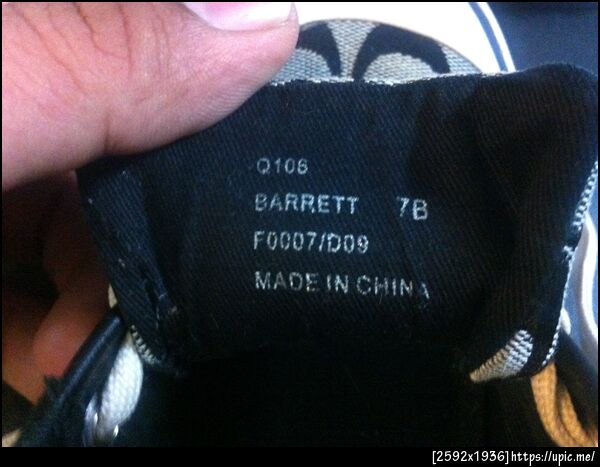 Q106
BARRETT 7B
F0007/D09
MADE IN CHINA
[2592x1936]https://upic.me/